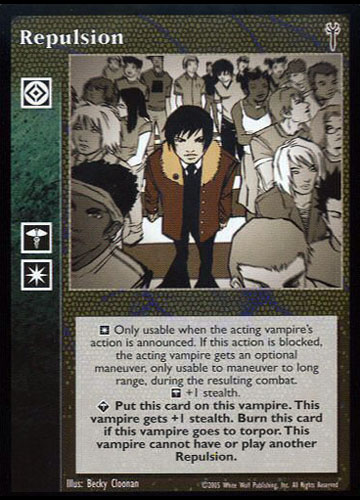 Repulsion
Only usable when the acting vampire's
action is announced. If this action is blocked,
the acting vampire gets an optional
maneuver, only usable to maneuver to long
range, during the resulting combat.
+1 stealth.
Put this card on this vampire. This
vampire gets +1 stealth. Burn this card
if this vampire goes to torpor. This
vampire cannot have or play another
Repulsion.
Illus: Becky Cloonan ©2005 White Wolf Publishing, Inc. All Rights Reserved